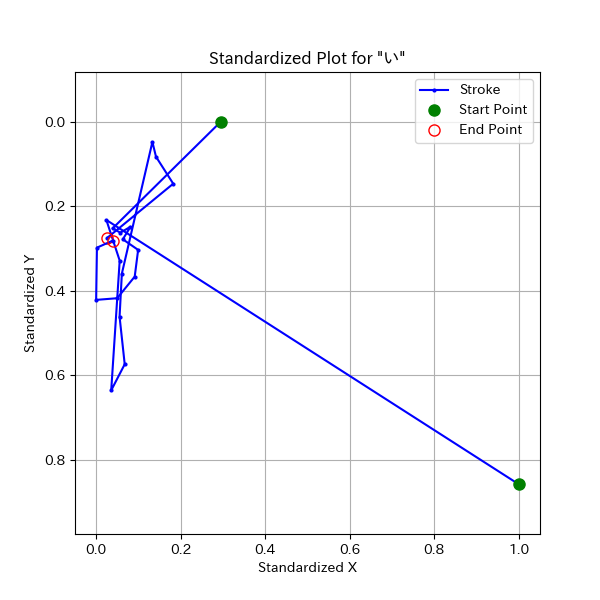 Standardized Plot for "い"
Stroke
Start Point
End Point
Standardized Y
0.0
0.2
0.4
0.6
0.8
0.0 0.2 0.4 0.6 0.8 1.0
Standardized X